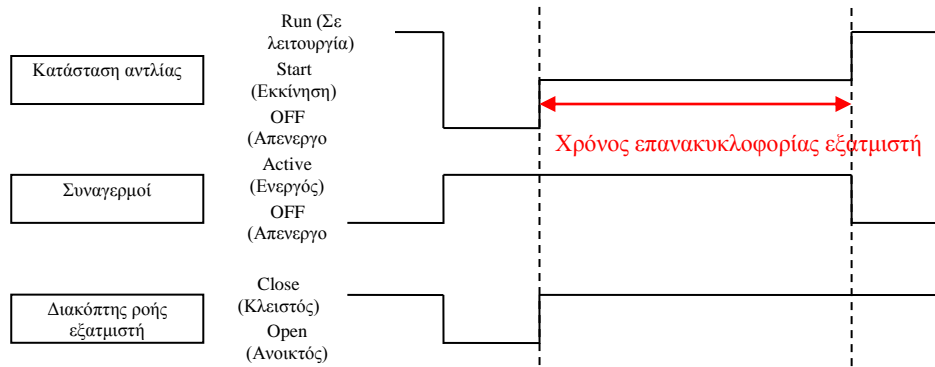 Run (Σε
λειτουργία)
Κατάσταση αντλίας
Start
(Εκκίνηση)
OFF
(Απενεργο
Χρόνος επανακυκλοφορίας εξατμιστή
Συναγερμοί
Active
(Ενεργός)
OFF
(Απενεργο
Διακόπτης ροής
εξατμιστή
Close
(Κλειστός)
Open
(Ανοικτός)